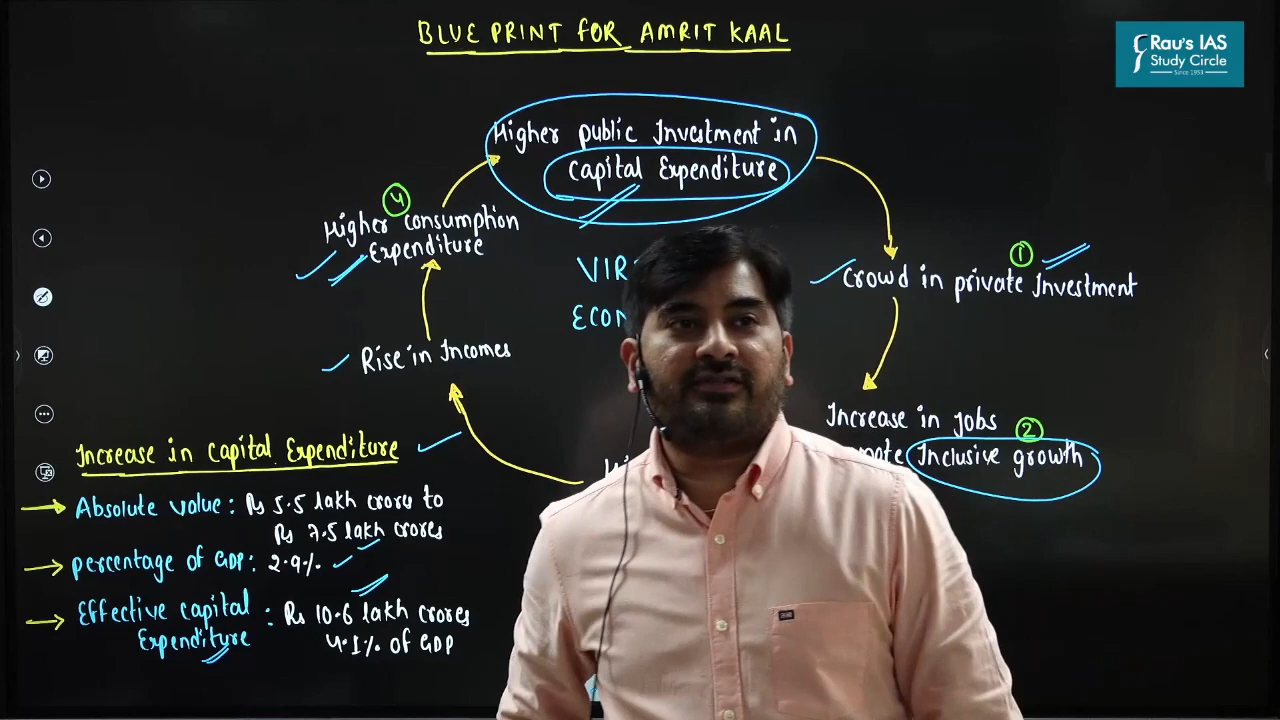 BLUE PRINT FOR AMRIT KAAL
Rau's IAS
Study Circle
Since 1953
Higher public Investment in
Capital Expenditure
4
Higher consumption
Expenditure
1
Crowd in private Investment
Rise in Incomes
Increase in jobs
2
Inclusive growth
Increase in Capital Expenditure
Absolute value : Rs 5.5 lakh crores to
Rs 7.5 lakh crores
percentage of GDP : 2.9%
Effective capital : Rs 10.6 lakh crores
Expenditure 4.1% of GDP